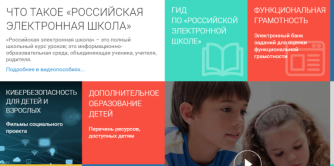 ЧТО ТАКОЕ «РОССИЙСКАЯ
ЭЛЕКТРОННАЯ ШКОЛА»
«Российская электронная школа» – это полный
школьный курс уроков; это информационно-
образовательная среда, объединяющая ученика, учителя,
родителя.
Подробнее в видеопособиях...
ГИД
ПО «РОССИЙСКОЙ
ЭЛЕКТРОННОЙ
ШКОЛЕ»
ФУНКЦИОНАЛЬНАЯ
ГРАМОТНОСТЬ
Электронный банк
заданий для оценки
функциональной
грамотности
КИБЕРБЕЗОПАСНОСТЬ
ДЛЯ ДЕТЕЙ И
ВЗРОСЛЫХ
Фильмы социального
проекта
ДОПОЛНИТЕЛЬНОЕ
ОБРАЗОВАНИЕ
ДЕТЕЙ
Перечень ресурсов,
доступных детям